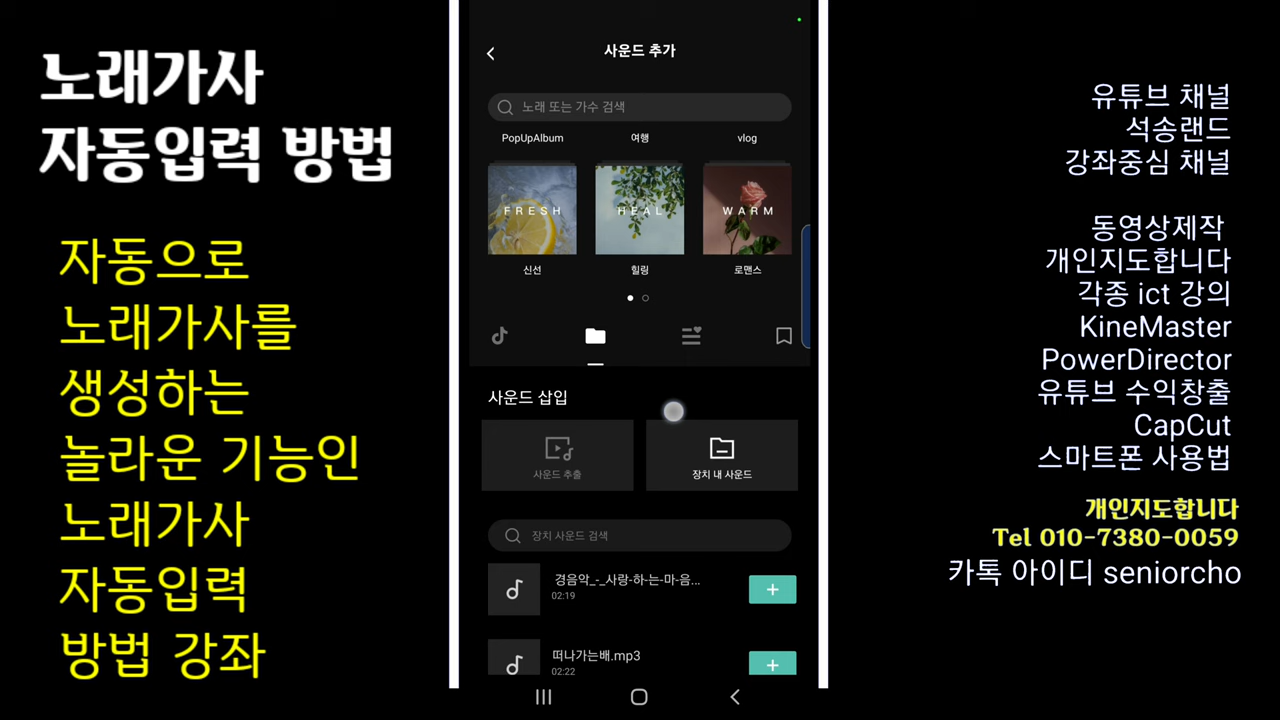 노래가사
자동입력 방법
자동으로
노래가사를
생성하는
놀라운 기능인
노래가사
자동입력
방법 강좌
사운드 추가
노래 또는 가수 검색
PopUpAlbum
여행
vlog
FRESH
HEAL
WARM
신선
힐링
로맨스
사운드 삽입
사운드 추출
장치 내 사운드
장치 사운드 검색
경음악_-_사랑-하-는-마-음...
02:19
떠나가는배.mp3
02:22
유튜브 채널
석송랜드
강좌중심 채널
동영상제작
개인지도합니다
각종 ict 강의
KineMaster
PowerDirector
유튜브 수익창출
CapCut
스마트폰 사용법
개인지도합니다
Tel 010-7380-0059
카톡 아이디 seniorcho